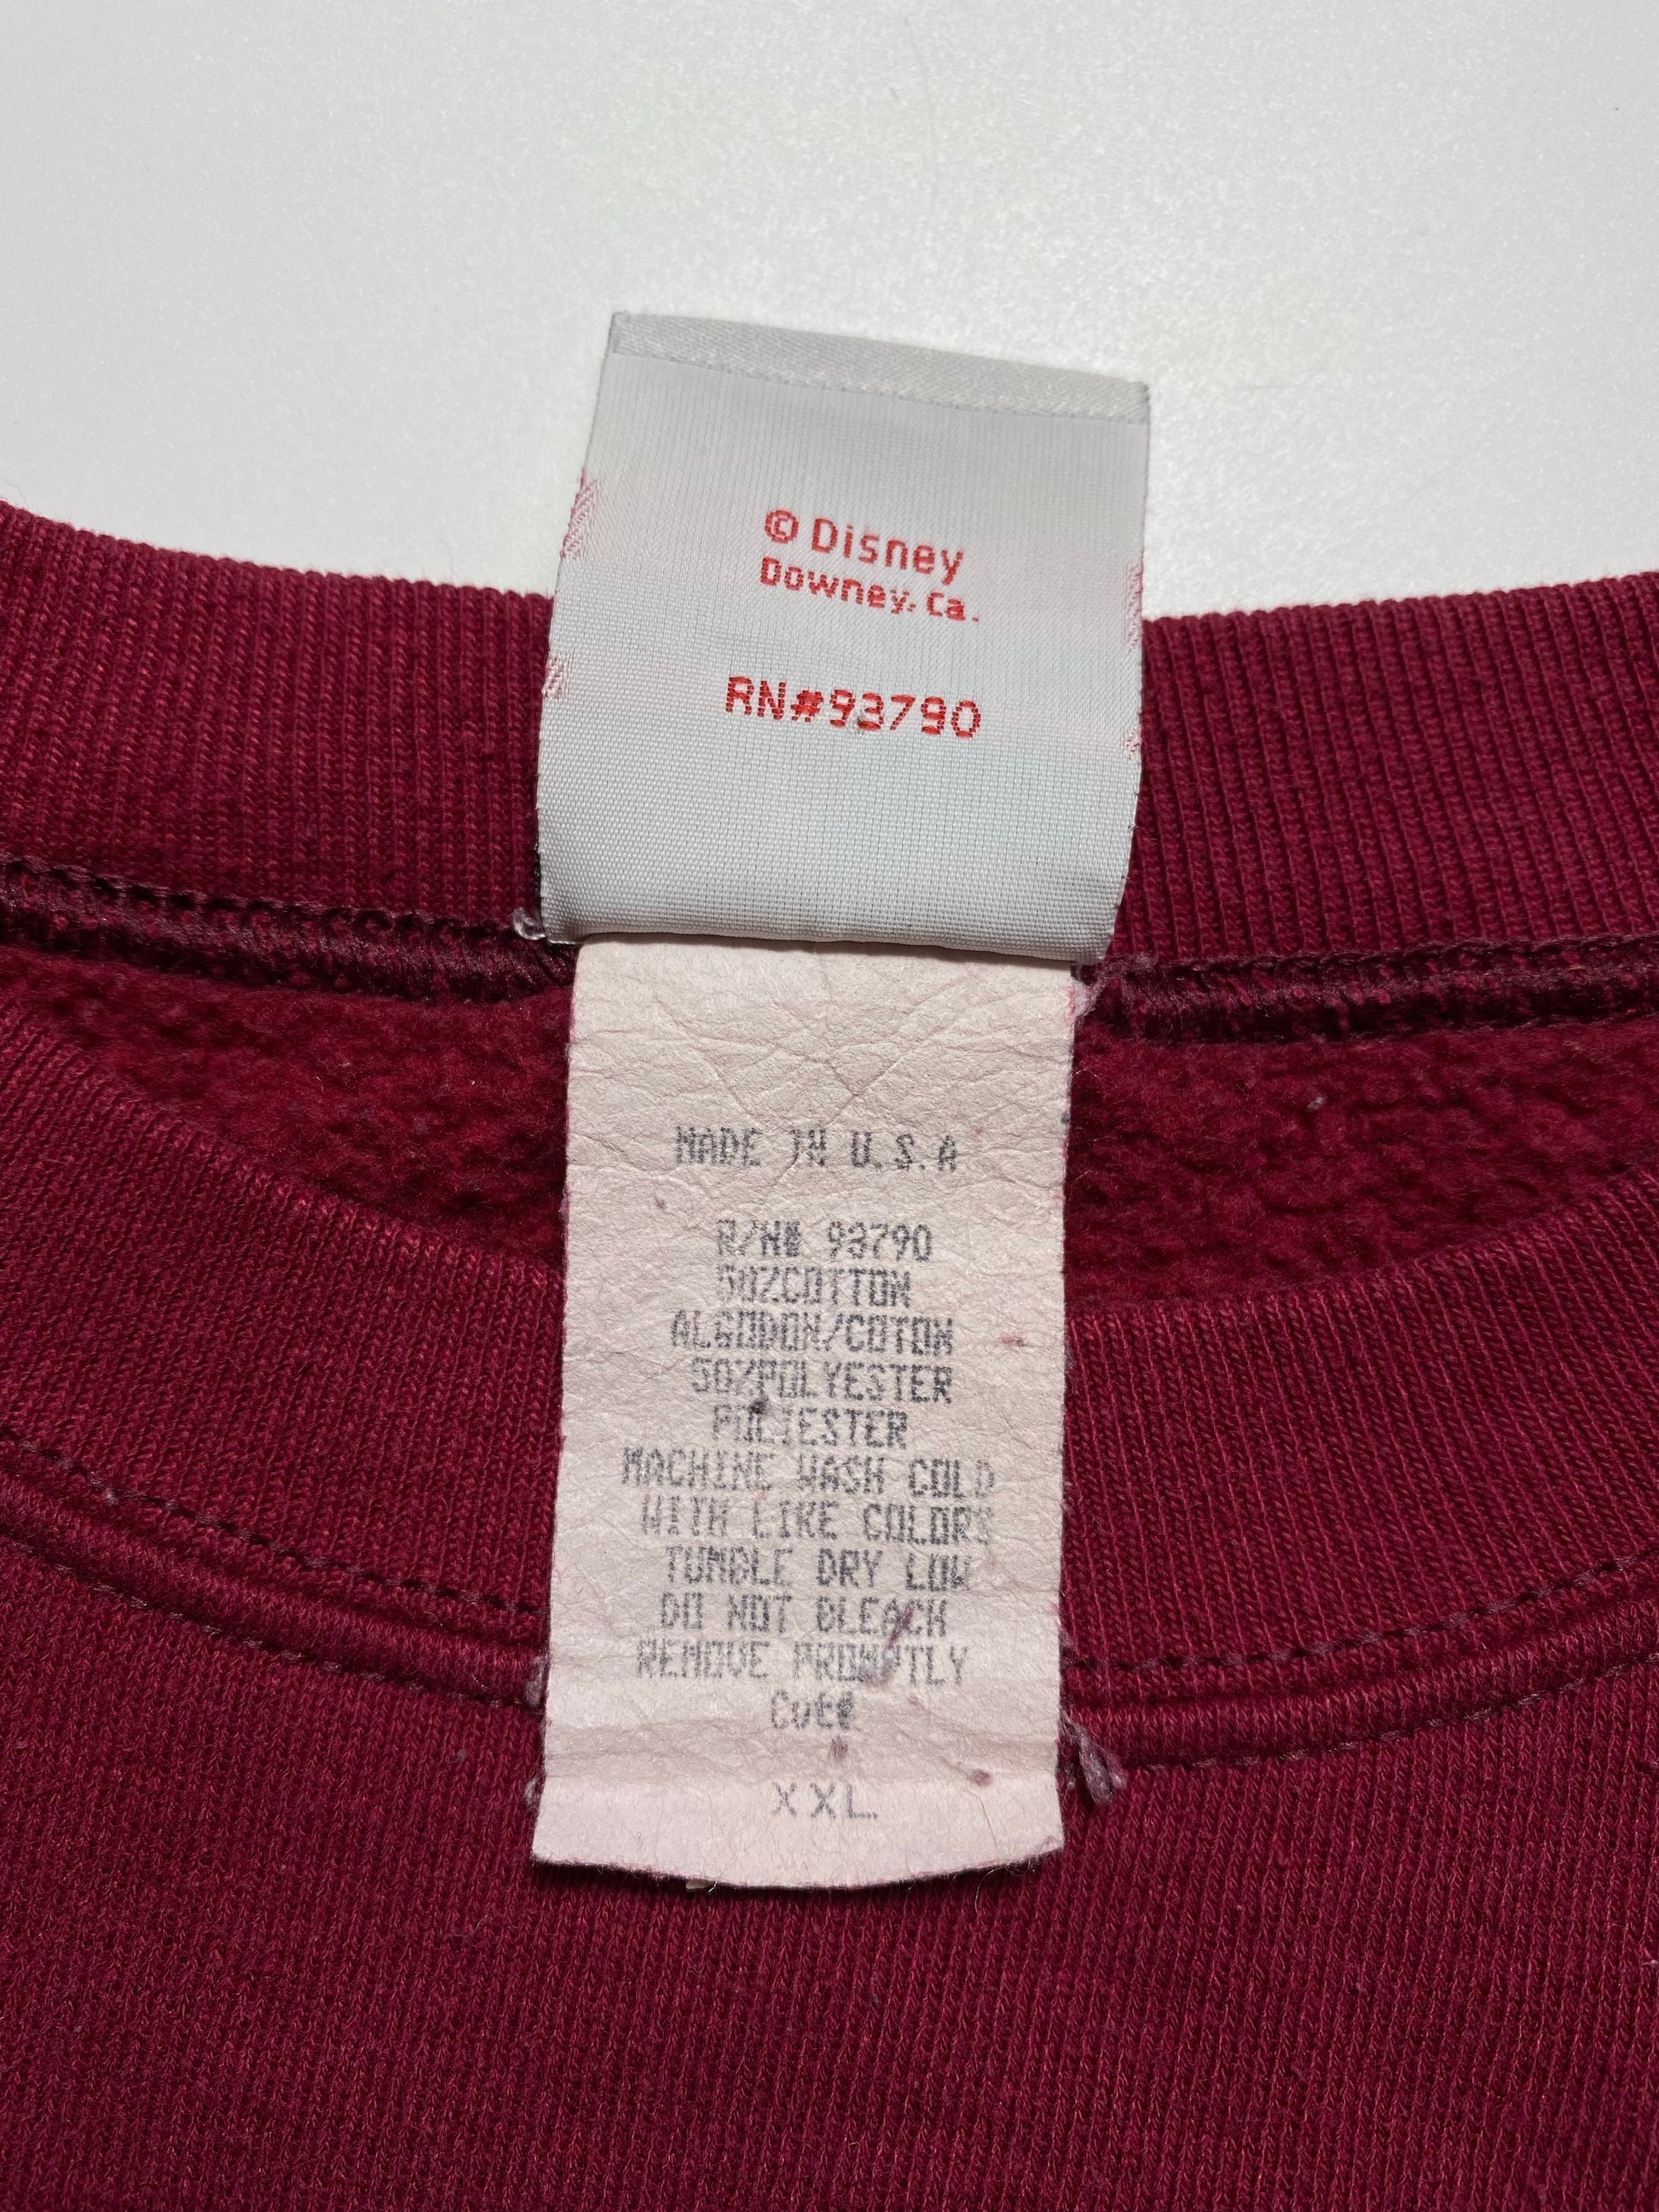 © Disney
Downey, Ca.
RN#93790
MADE IN U.S.A
R/N# 93790
50%COTTON
ALGODON/COTON
50%POLYESTER
POLIESTER
MACHINE WASH COLD
WITH LIKE COLORS
TUMBLE DRY LOW
DO NOT BLEACH
REMOVE PROMPTLY
XXL